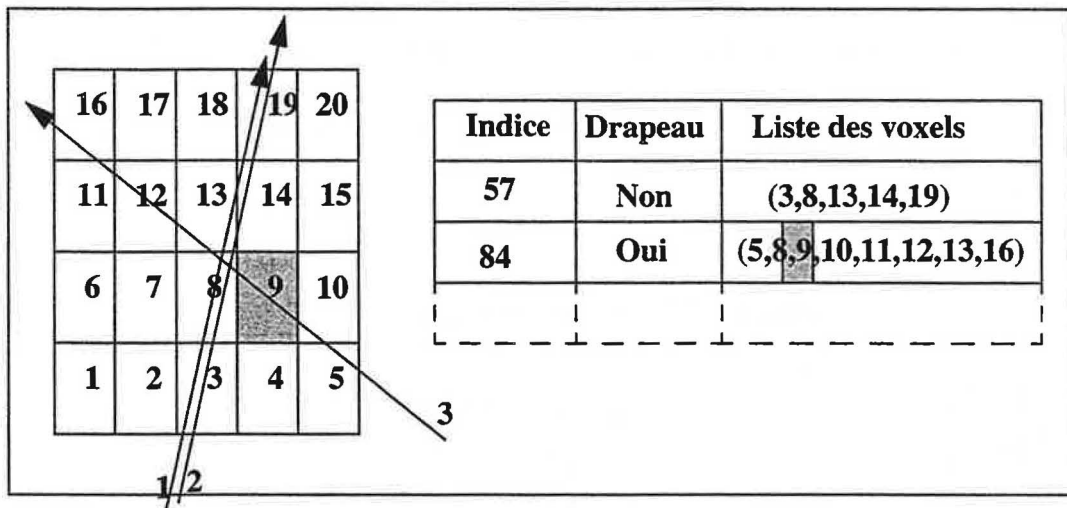 16 17 18 19 20
11 12 13 14 15
6 7 8 9 10
1 2 3 4 5
3
1 2
Indice Drapeau Liste des voxels
57 Non (3,8,13,14,19)
84 Oui (5,8,9,10,11,12,13,16)